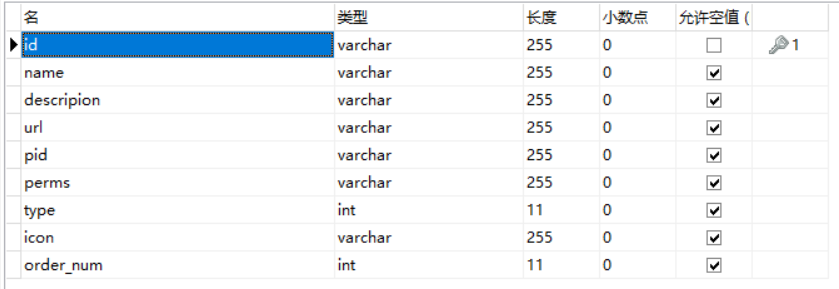 名 类型 长度 小数点 允许空值 (
id varchar 255 0 1
name varchar 255 0
descripion varchar 255 0
url varchar 255 0
pid varchar 255 0
perms varchar 255 0
type int 11 0
icon varchar 255 0
order_num int 11 0